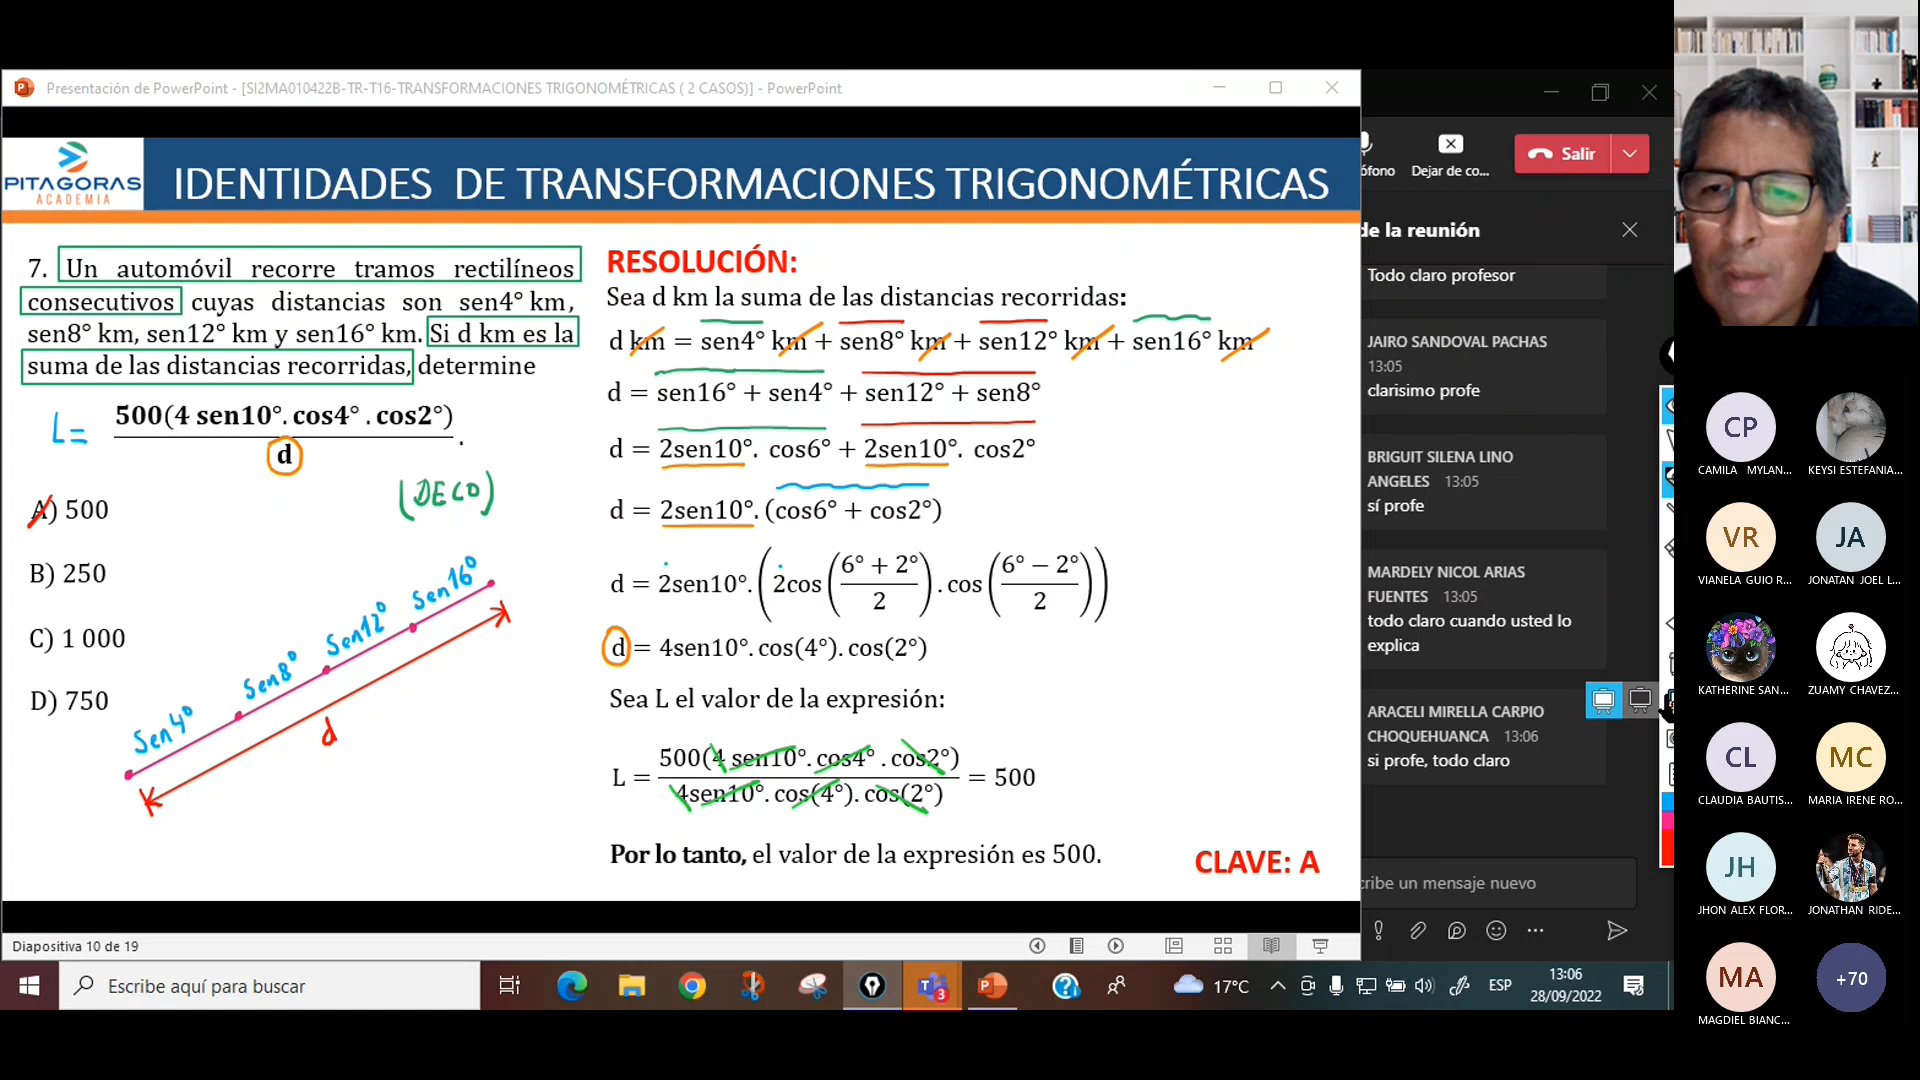 Presentación de PowerPoint - [SI2MA010422B-TR-T16-TRANSFORMACIONES TRIGONOMÉTRICAS ( 2 CASOS)] - PowerPoint
PITAGORAS
ACADEMIA
IDENTIDADES DE TRANSFORMACIONES TRIGONOMÉTRICAS
7. Un automóvil recorre tramos rectilíneos
consecutivos cuyas distancias son sen4° km,
sen8° km, sen12° km y sen16° km. Si d km es la
suma de las distancias recorridas, determine
L = 500(4 sen10°. cos4° . cos2°) / d .
(DECO)
A) 500
B) 250
C) 1 000
D) 750
Sen4°
Sen8°
Sen12°
Sen16°
d
RESOLUCIÓN:
Sea d km la suma de las distancias recorridas:
d km = sen4° km + sen8° km + sen12° km + sen16° km
d = sen16° + sen4° + sen12° + sen8°
d = 2sen10°. cos6° + 2sen10°. cos2°
d = 2sen10°. (cos6° + cos2°)
d = 2sen10°. (2cos((6° + 2°)/2) . cos((6° − 2°)/2))
d = 4sen10°. cos(4°). cos(2°)
Sea L el valor de la expresión:
L = 500(4 sen10°. cos4° . cos2°) / 4sen10°. cos(4°). cos(2°) = 500
Por lo tanto, el valor de la expresión es 500.
CLAVE: A
Diapositiva 10 de 19
Escribe aquí para buscar
17°C
ESP
13:06
28/09/2022
3
ófono
Dejar de co...
Salir
de la reunión
Todo claro profesor
JAIRO SANDOVAL PACHAS
13:05
clarisimo profe
BRIGUIT SILENA LINO
ANGELES 13:05
sí profe
MARDELY NICOL ARIAS
FUENTES 13:05
todo claro cuando usted lo
explica
ARACELI MIRELLA CARPIO
CHOQUEHUANCA 13:06
si profe, todo claro
cribe un mensaje nuevo
CP
CAMILA MYLAN...
KEYSI ESTEFANIA...
VR
VIANELA GUIO R...
JA
JONATAN JOEL L...
KATHERINE SAN...
ZUAMY CHAVEZ...
CL
CLAUDIA BAUTIS...
MC
MARIA IRENE RO...
JH
JHON ALEX FLOR...
JONATHAN RIDE...
MA
MAGDIEL BIANC...
+70